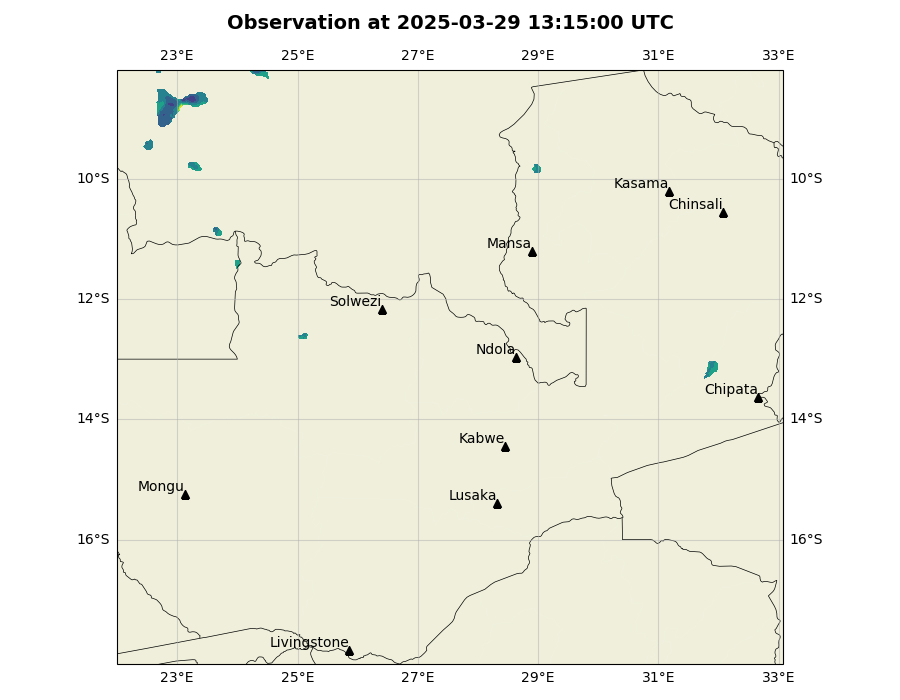 Observation at 2025-03-29 13:15:00 UTC
23°E 25°E 27°E 29°E 31°E 33°E
10°S 10°S
Kasama
Chinsali
Mansa
12°S 12°S
Solwezi
Ndola
Chipata
14°S 14°S
Kabwe
Mongu
Lusaka
16°S 16°S
Livingstone
23°E 25°E 27°E 29°E 31°E 33°E